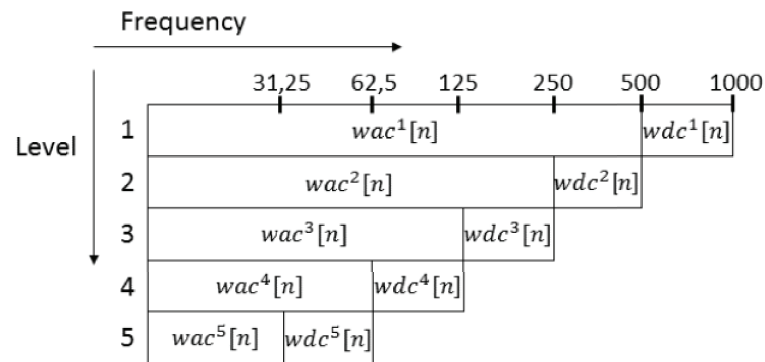 Frequency
31,25 62,5 125 250 500 1000
Level
1 wac¹[n] wdc¹[n]
2 wac²[n] wdc²[n]
3 wac³[n] wdc³[n]
4 wac⁴[n] wdc⁴[n]
5 wac⁵[n] wdc⁵[n]